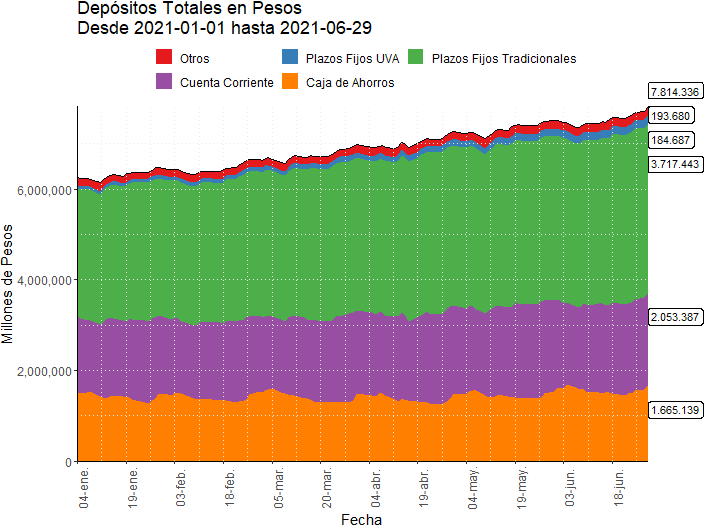 Depósitos Totales en Pesos
Desde 2021-01-01 hasta 2021-06-29
Otros
Plazos Fijos UVA
Plazos Fijos Tradicionales
Cuenta Corriente
Caja de Ahorros
7.814.336
193.680
184.687
3.717.443
2.053.387
1.665.139
Millones de Pesos
6,000,000
4,000,000
2,000,000
0
04-ene.
19-ene.
03-feb.
18-feb.
05-mar.
20-mar.
04-abr.
19-abr.
04-may.
19-may.
03-jun.
18-jun.
Fecha